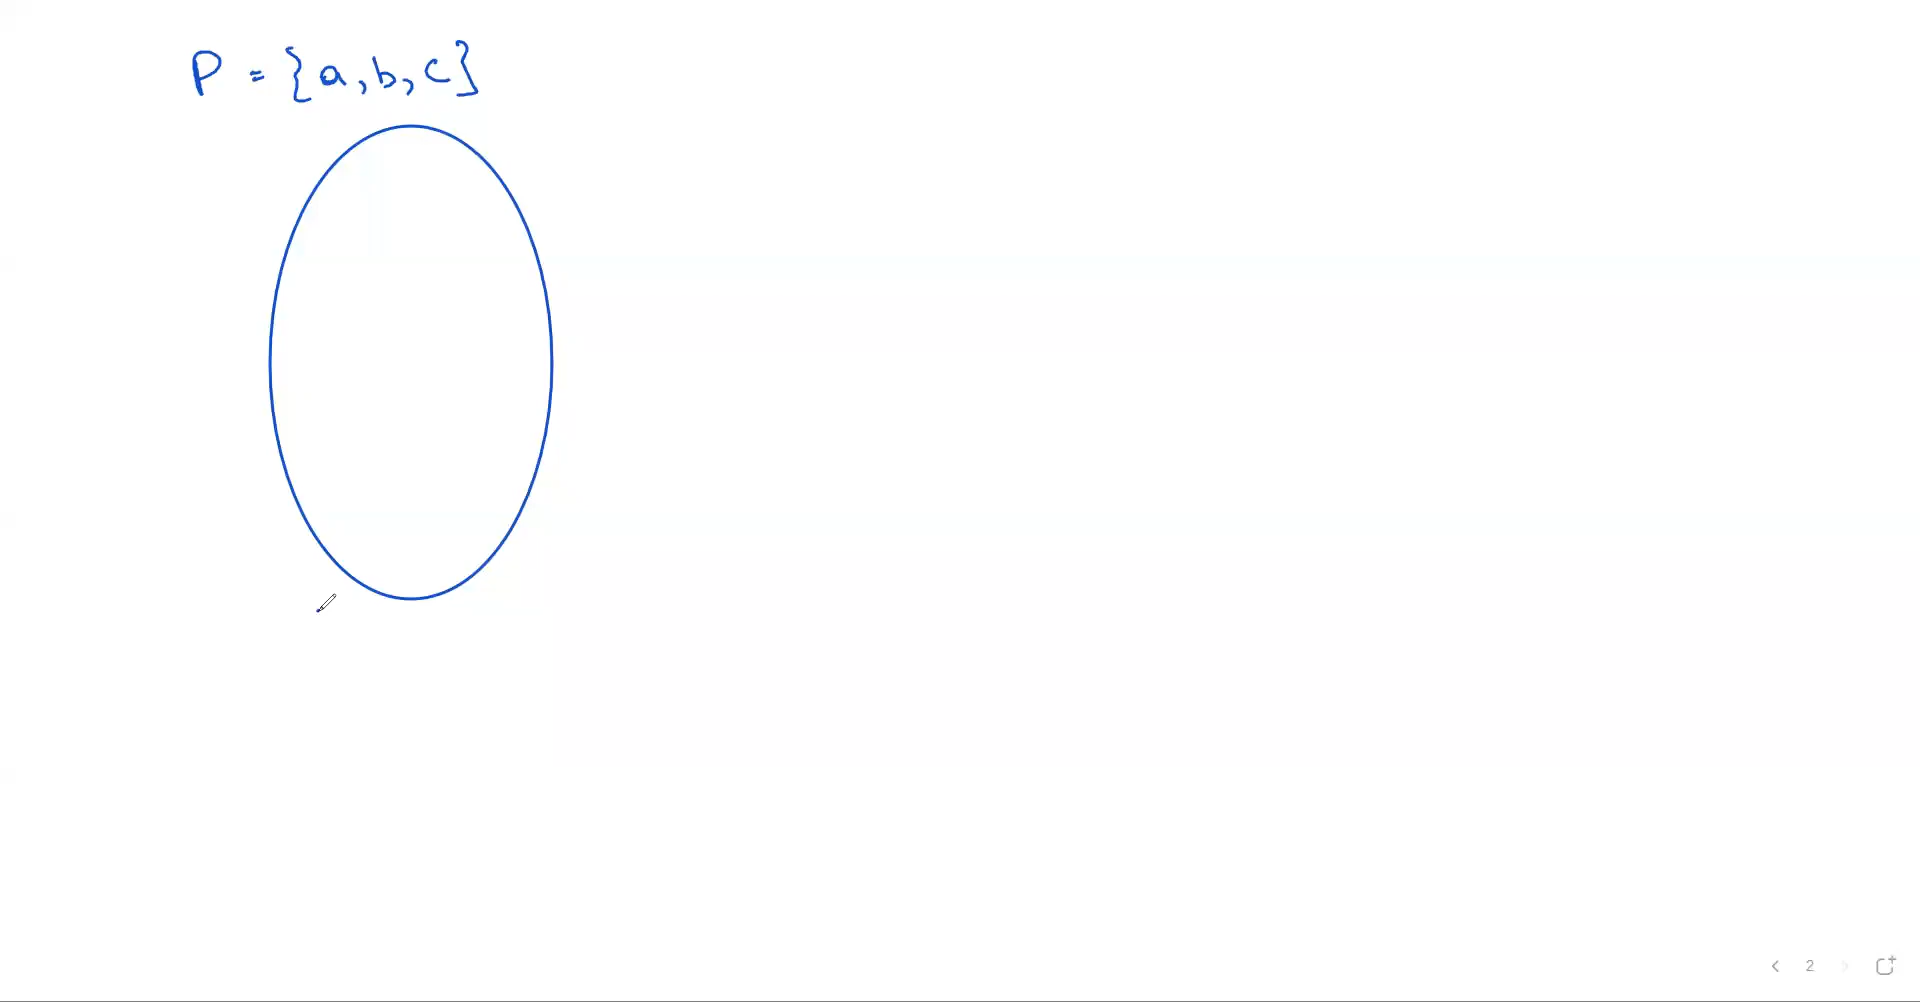 P = {a, b, c}
2